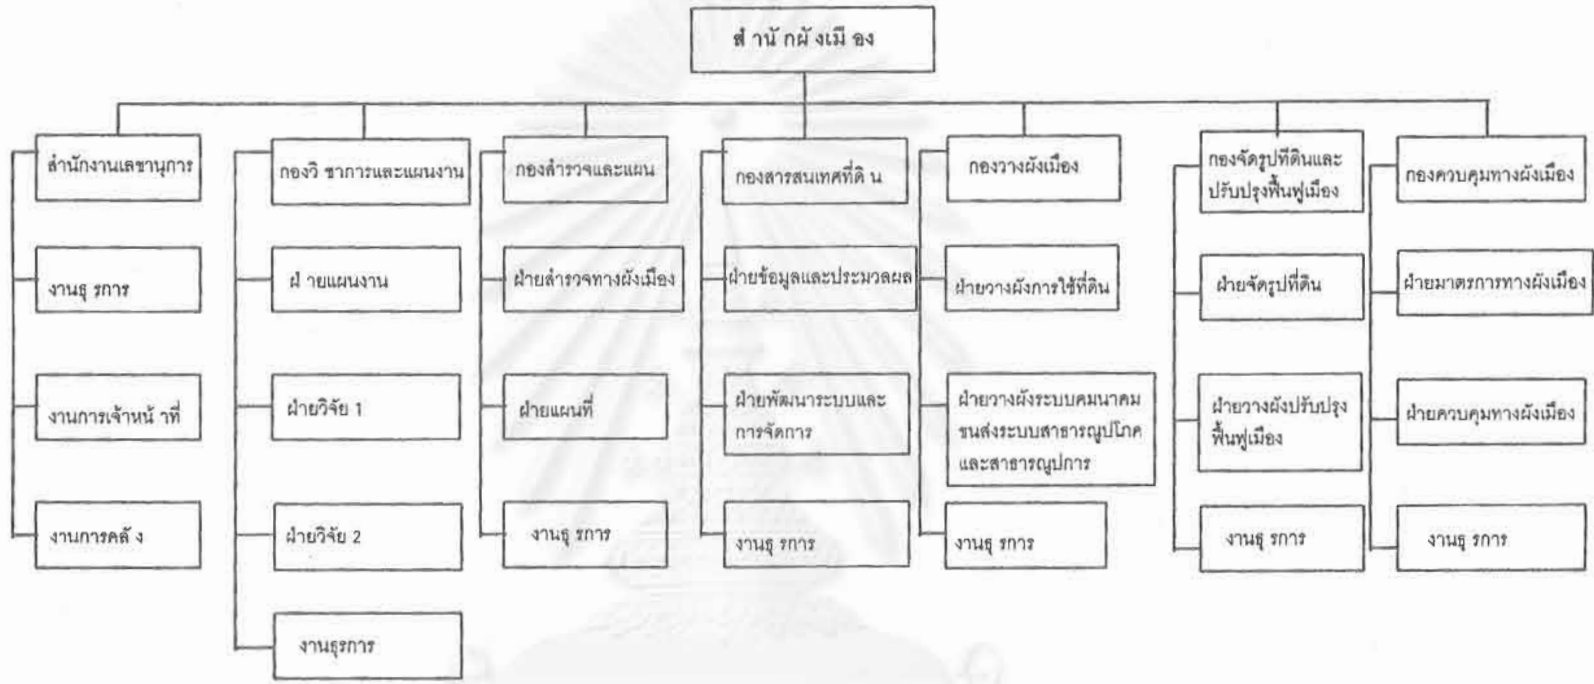 สำนักผังเมือง
สำนักงานเลขานุการ
งานธุรการ
งานการเจ้าหน้าที่
งานการคลัง
กองวิชาการและแผนงาน
ฝ่ายแผนงาน
ฝ่ายวิจัย 1
ฝ่ายวิจัย 2
งานธุรการ
กองสำรวจและแผน
ฝ่ายสำรวจทางผังเมือง
ฝ่ายแผนที่
งานธุรการ
กองสารสนเทศที่ดิน
ฝ่ายข้อมูลและประมวลผล
ฝ่ายพัฒนาระบบและ
การจัดการ
งานธุรการ
กองวางผังเมือง
ฝ่ายวางผังการใช้ที่ดิน
ฝ่ายวางผังระบบคมนาคม
ขนส่งระบบสาธารณูปโภค
และสาธารณูปการ
งานธุรการ
กองจัดรูปที่ดินและ
ปรับปรุงฟื้นฟูเมือง
ฝ่ายจัดรูปที่ดิน
ฝ่ายวางผังปรับปรุง
ฟื้นฟูเมือง
งานธุรการ
กองควบคุมทางผังเมือง
ฝ่ายมาตรการทางผังเมือง
ฝ่ายควบคุมทางผังเมือง
งานธุรการ